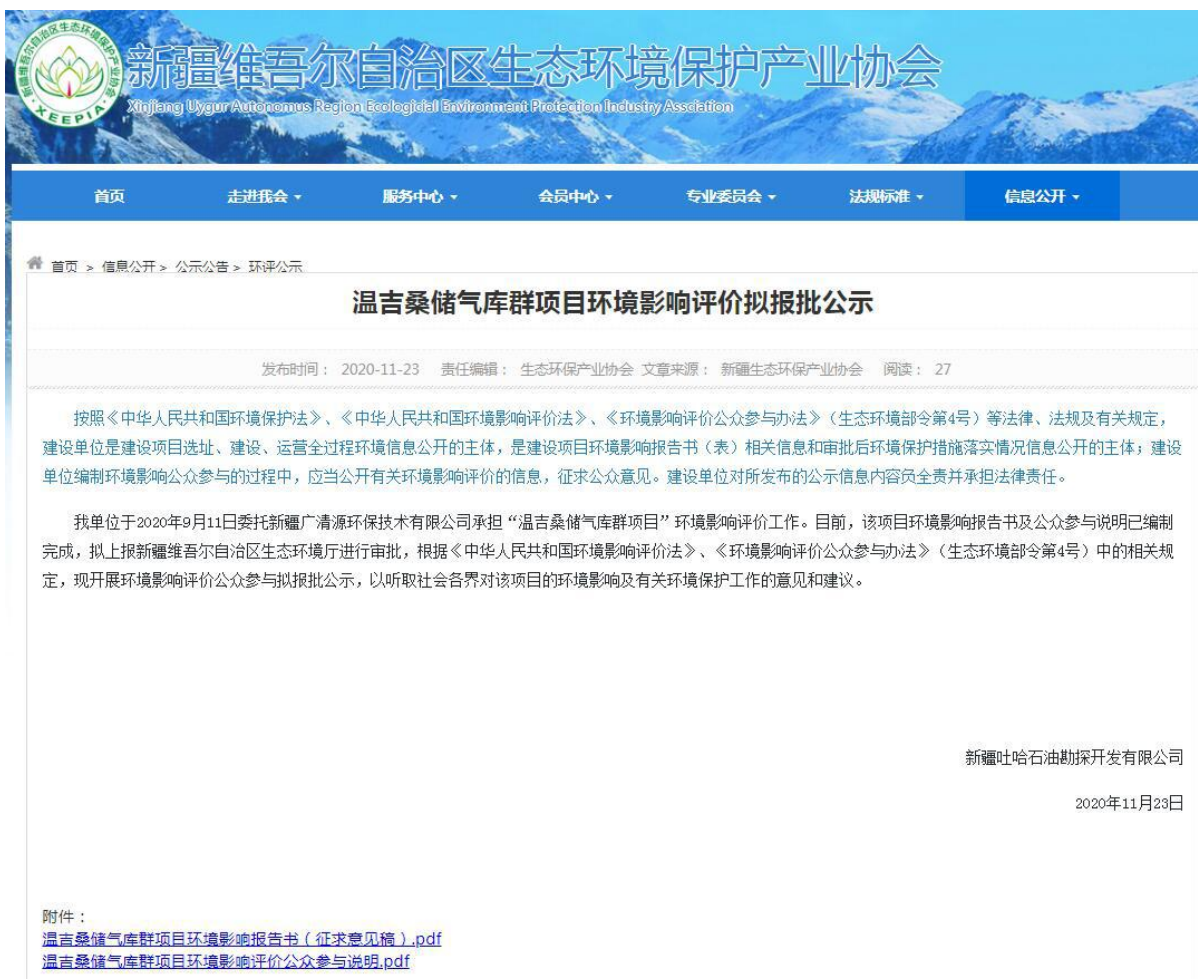 新疆维吾尔自治区生态环境保护产业协会
Xinjiang Uygur Autonomus Region Ecologicial Environment Protection Industry Assciation
XEEPIA
首页 走进我会 服务中心 会员中心 专业委员会 法规标准 信息公开
首页 > 信息公开 > 公示公告 > 环评公示
温吉桑储气库群项目环境影响评价拟报批公示
发布时间： 2020-11-23 责任编辑： 生态环保产业协会 文章来源： 新疆生态环保产业协会 阅读： 27
按照《中华人民共和国环境保护法》、《中华人民共和国环境影响评价法》、《环境影响评价公众参与办法》（生态环境部令第4号）等法律、法规及有关规定，
建设单位是建设项目选址、建设、运营全过程环境信息公开的主体，是建设项目环境影响报告书（表）相关信息和审批后环境保护措施落实情况信息公开的主体；建设
单位编制环境影响公众参与的过程中，应当公开有关环境影响评价的信息，征求公众意见。建设单位对所发布的公示信息内容负全责并承担法律责任。
我单位于2020年9月11日委托新疆广清源环保技术有限公司承担“温吉桑储气库群项目”环境影响评价工作。目前，该项目环境影响报告书及公众参与说明已编制
完成，拟上报新疆维吾尔自治区生态环境厅进行审批，根据《中华人民共和国环境影响评价法》、《环境影响评价公众参与办法》（生态环境部令第4号）中的相关规
定，现开展环境影响评价公众参与拟报批公示，以听取社会各界对该项目的环境影响及有关环境保护工作的意见和建议。
新疆吐哈石油勘探开发有限公司
2020年11月23日
附件：
温吉桑储气库群项目环境影响报告书（征求意见稿）.pdf
温吉桑储气库群项目环境影响评价公众参与说明.pdf